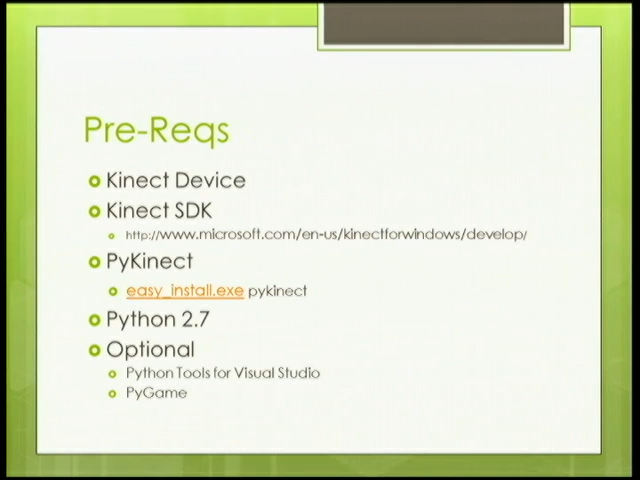 Pre-Reqs
Kinect Device
Kinect SDK
http://www.microsoft.com/en-us/kinectforwindows/develop/
PyKinect
easy_install.exe pykinect
Python 2.7
Optional
Python Tools for Visual Studio
PyGame